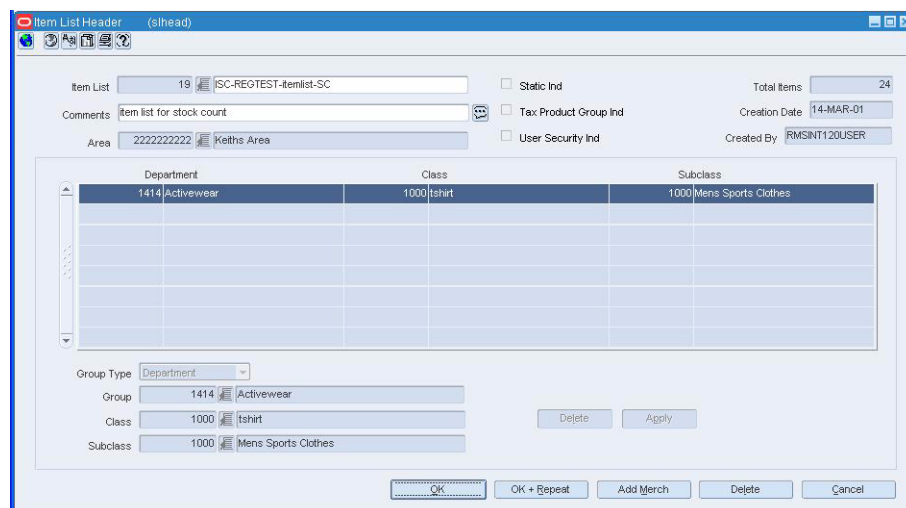 Item List Header (slhead)
Item List 19 ISC-REGTEST-itemlist-SC Static Ind Total Items 24
Comments item list for stock count Tax Product Group Ind Creation Date 14-MAR-01
Area 2222222222 Keiths Area User Security Ind Created By RMSINT120USER
Department Class Subclass
1414 Activewear 1000 tshirt 1000 Mens Sports Clothes
Group Type Department
Group 1414 Activewear
Class 1000 tshirt Delete Apply
Subclass 1000 Mens Sports Clothes
OK OK + Repeat Add Merch Delete Cancel